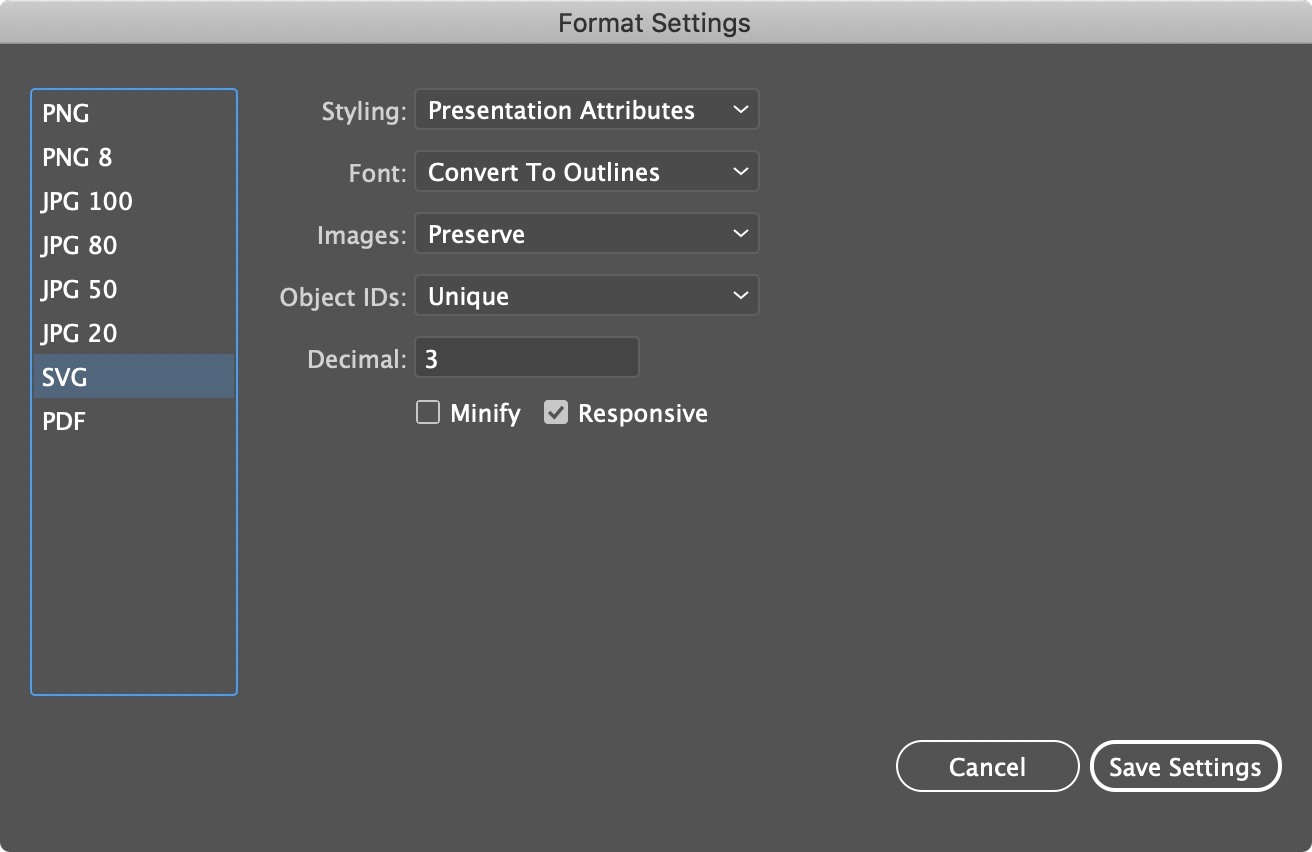 Format Settings
PNG
PNG 8
JPG 100
JPG 80
JPG 50
JPG 20
SVG
PDF
Styling: Presentation Attributes
Font: Convert To Outlines
Images: Preserve
Object IDs: Unique
Decimal: 3
Minify Responsive
Cancel Save Settings